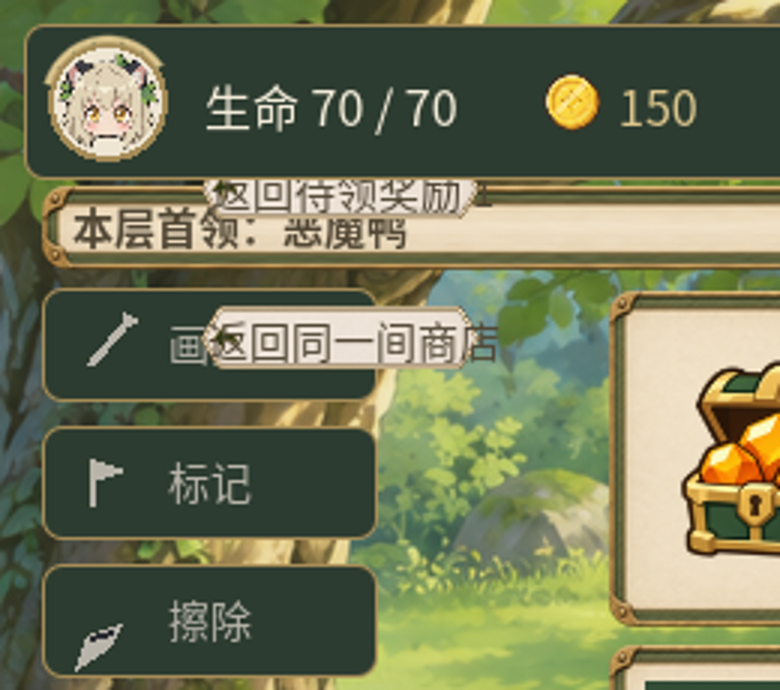 生命 70 / 70
150
返回待领奖励
本层首领：恶魔鸭
画
返回同一间商店
标记
擦除